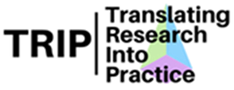 TRIP
Translating
Research
Into
Practice